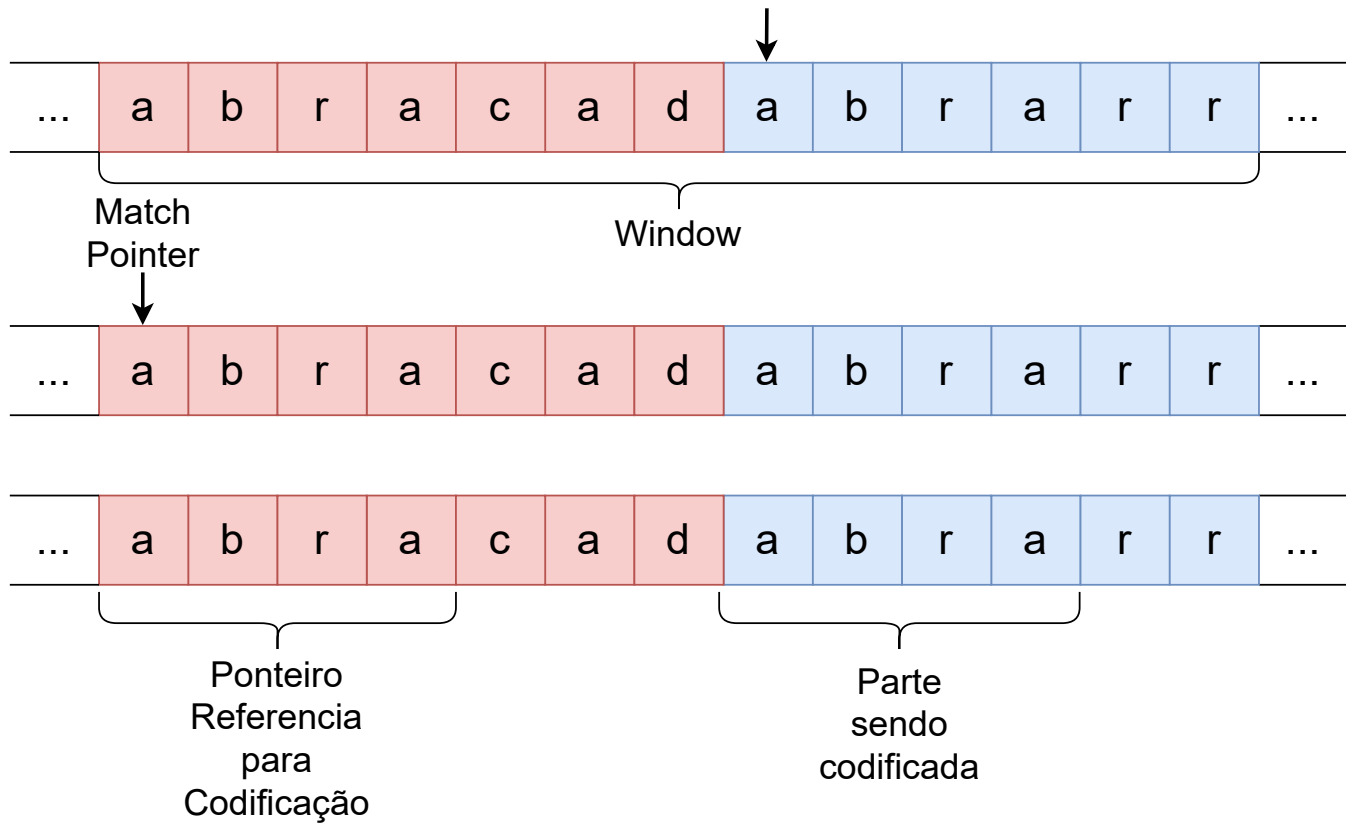 ... a b r a c a d a b r a r r ...
Window
Match
Pointer
... a b r a c a d a b r a r r ...
... a b r a c a d a b r a r r ...
Ponteiro
Referencia
para
Codificação
Parte
sendo
codificada